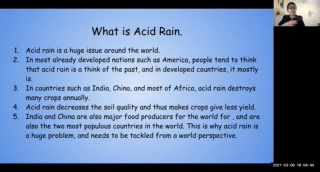 What is Acid Rain.
1. Acid rain is a huge issue around the world.
2. In most already developed nations such as America, people tend to think
that acid rain is a think of the past, and in developed countries, it mostly
is.
3. In countries such as India, China, and most of Africa, acid rain destroys
many crops annually.
4. Acid rain decreases the soil quality and thus makes crops give less yield.
5. India and China are also major food producers for the world for , and are
also the two most populous countries in the world. This is why acid rain is
a huge problem, and needs to be tackled from a world perspective.